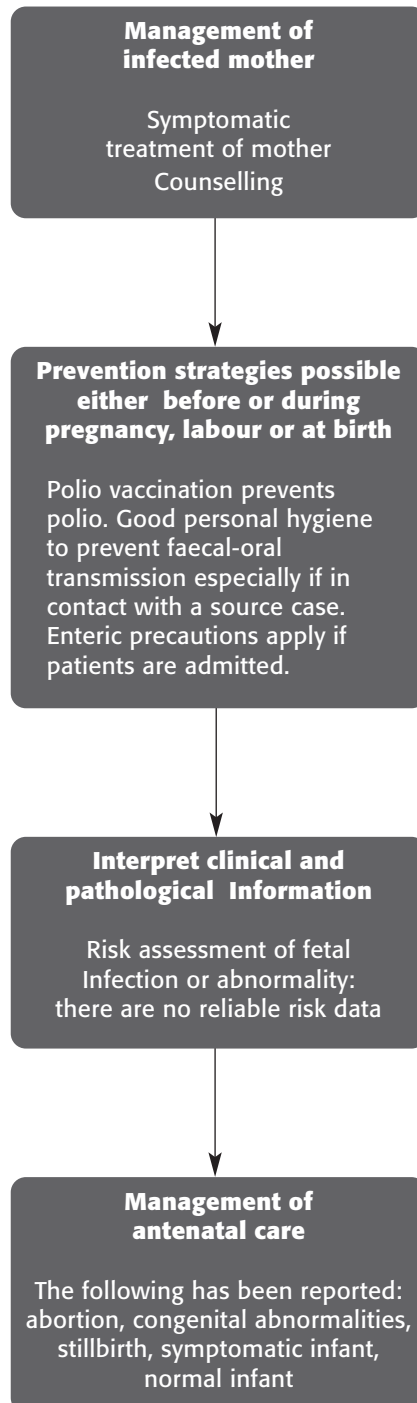 Management of
infected mother
Symptomatic
treatment of mother
Counselling
Prevention strategies possible
either before or during
pregnancy, labour or at birth
Polio vaccination prevents
polio. Good personal hygiene
to prevent faecal-oral
transmission especially if in
contact with a source case.
Enteric precautions apply if
patients are admitted.
Interpret clinical and
pathological Information
Risk assessment of fetal
Infection or abnormality:
there are no reliable risk data
Management of
antenatal care
The following has been reported:
abortion, congenital abnormalities,
stillbirth, symptomatic infant,
normal infant